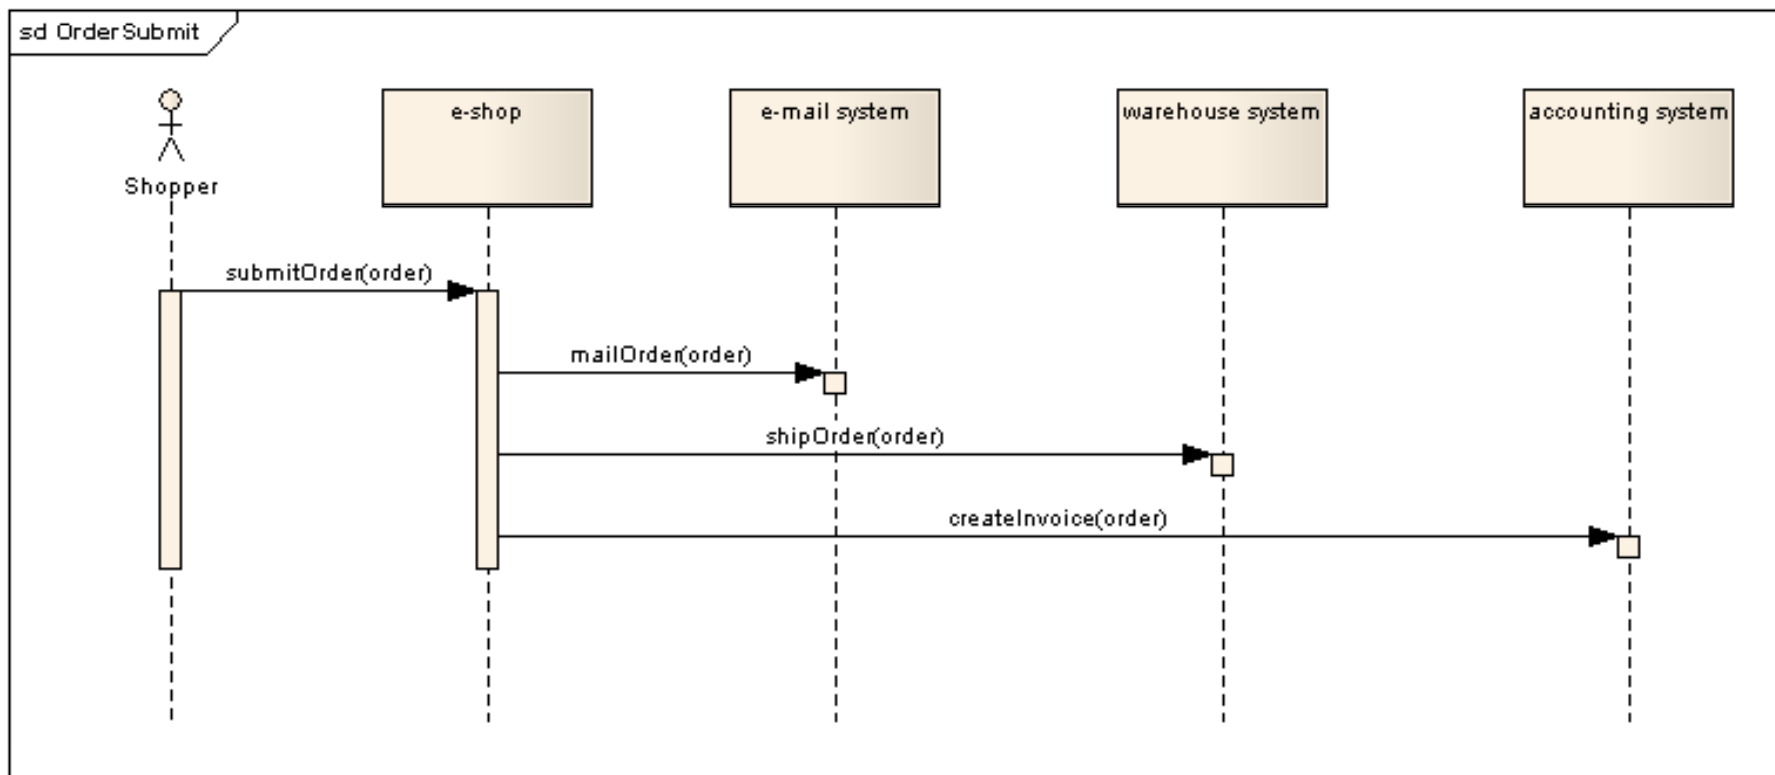 sd OrderSubmit
e-shop
e-mail system
warehouse system
accounting system
Shopper
submitOrder(order)
mailOrder(order)
shipOrder(order)
createInvoice(order)